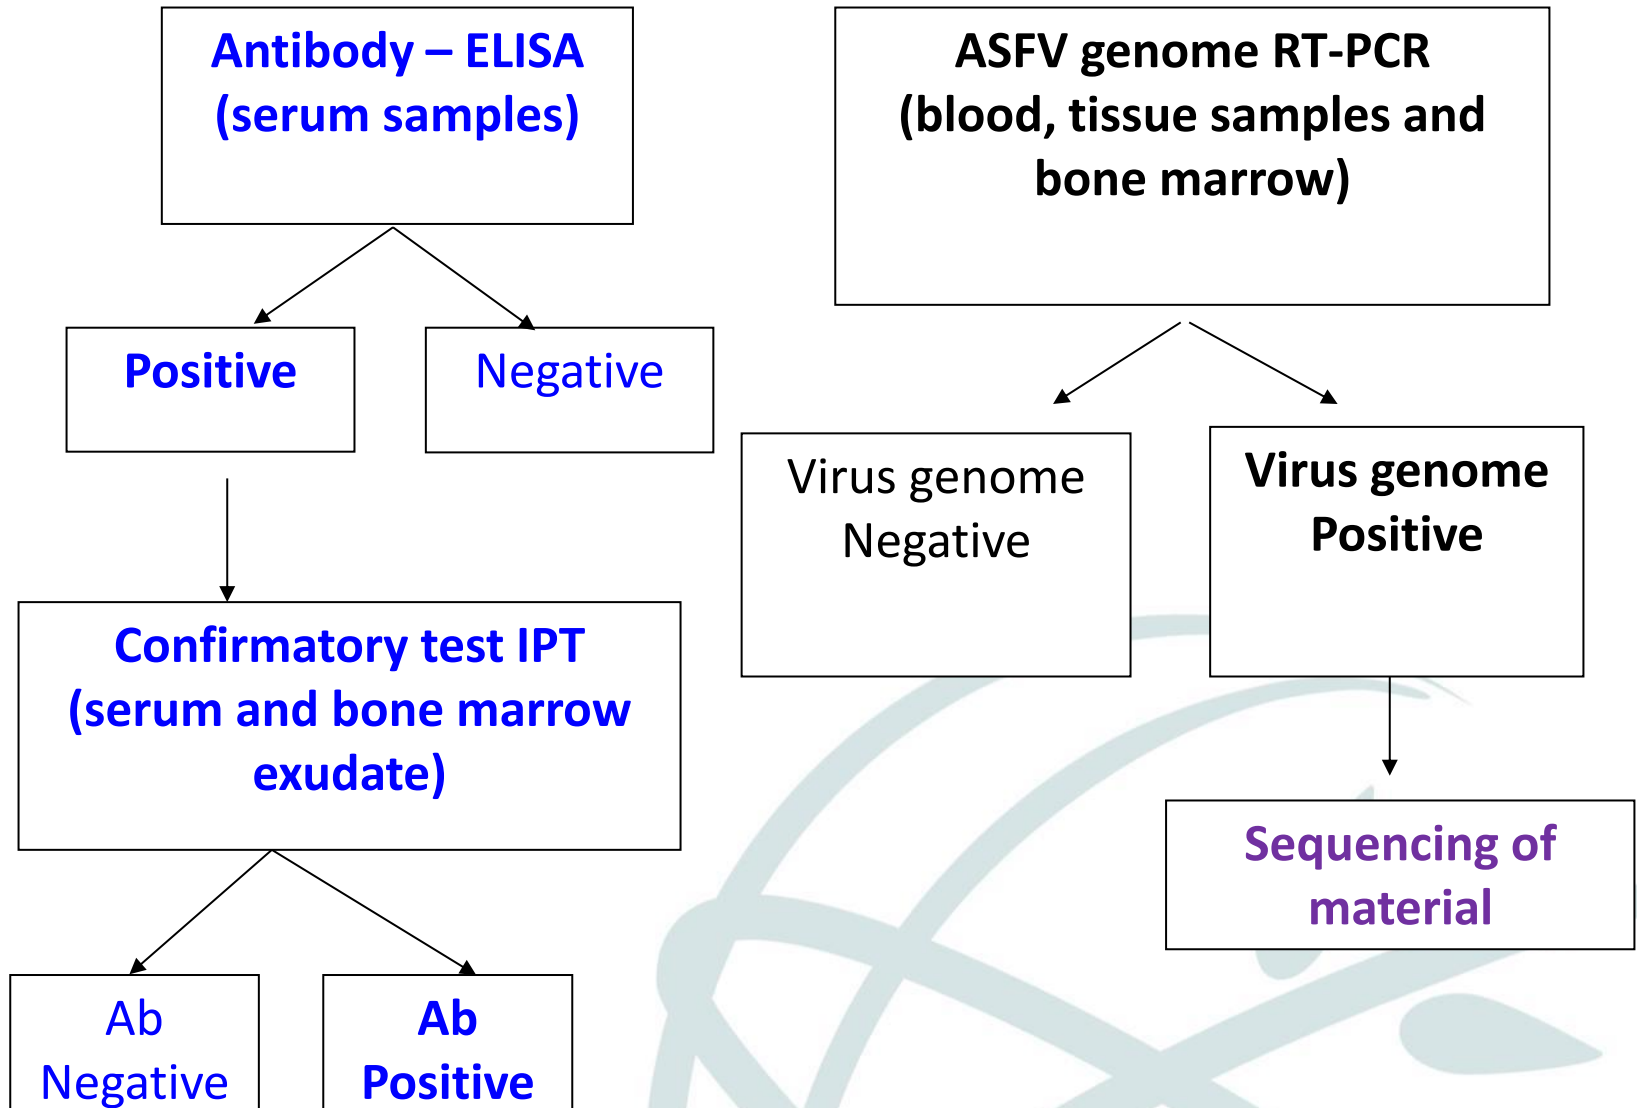 Antibody – ELISA
(serum samples)
Positive
Negative
Confirmatory test IPT
(serum and bone marrow
exudate)
Ab
Negative
Ab
Positive
ASFV genome RT-PCR
(blood, tissue samples and
bone marrow)
Virus genome
Negative
Virus genome
Positive
Sequencing of
material